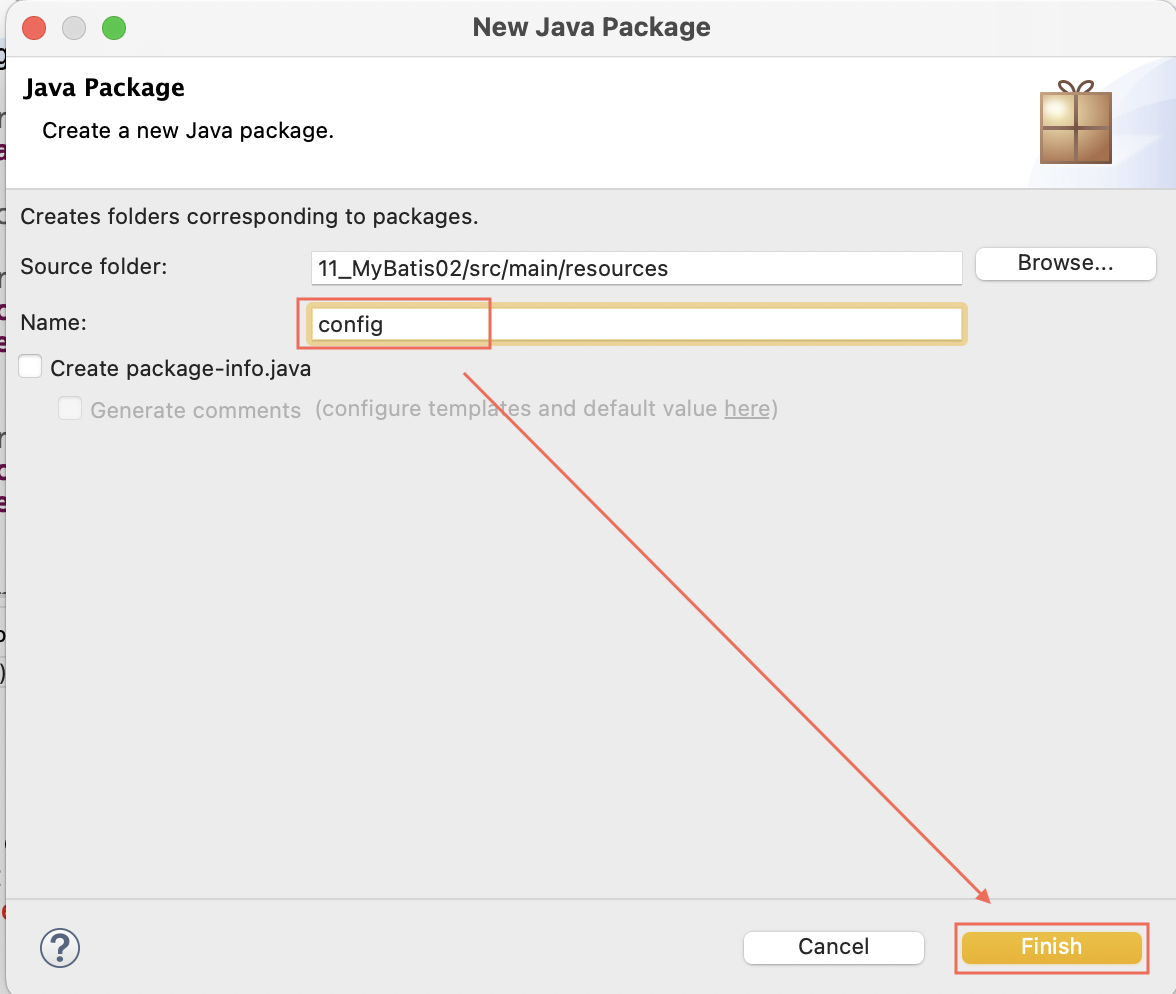 New Java Package
Java Package
Create a new Java package.
Creates folders corresponding to packages.
Source folder: 11_MyBatis02/src/main/resources Browse...
Name: config
Create package-info.java
Generate comments (configure templates and default value here)
? Cancel Finish